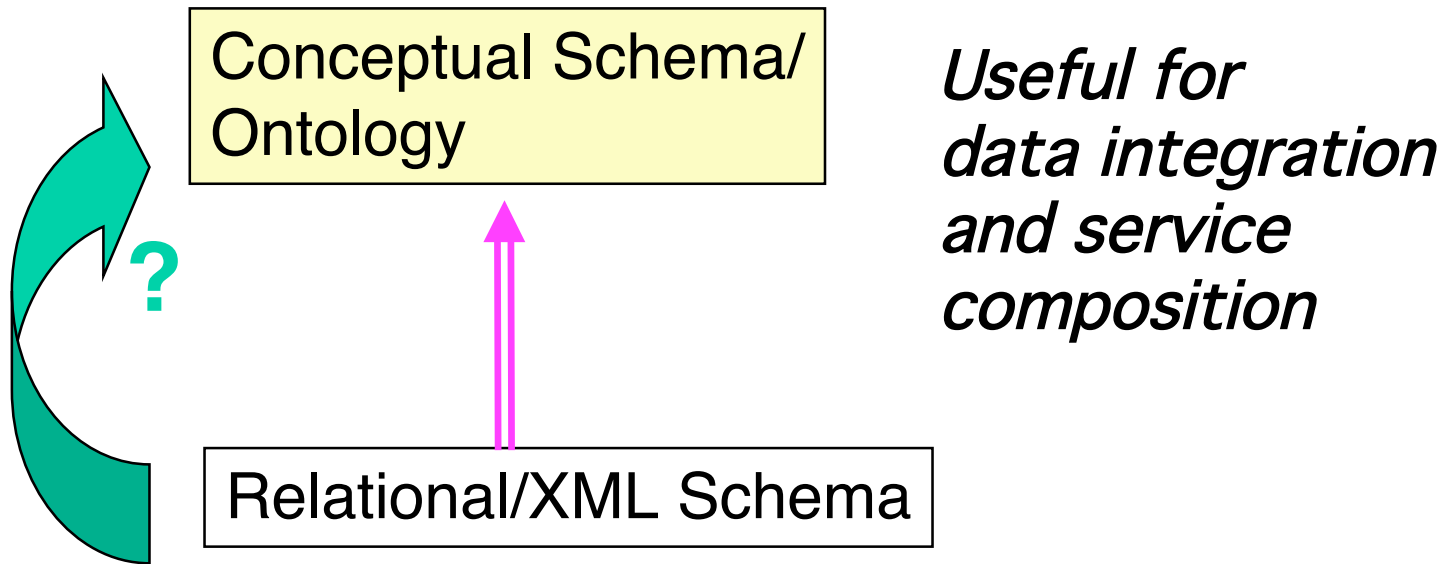 Conceptual Schema/
Ontology
Useful for
data integration
and service
composition
?
Relational/XML Schema